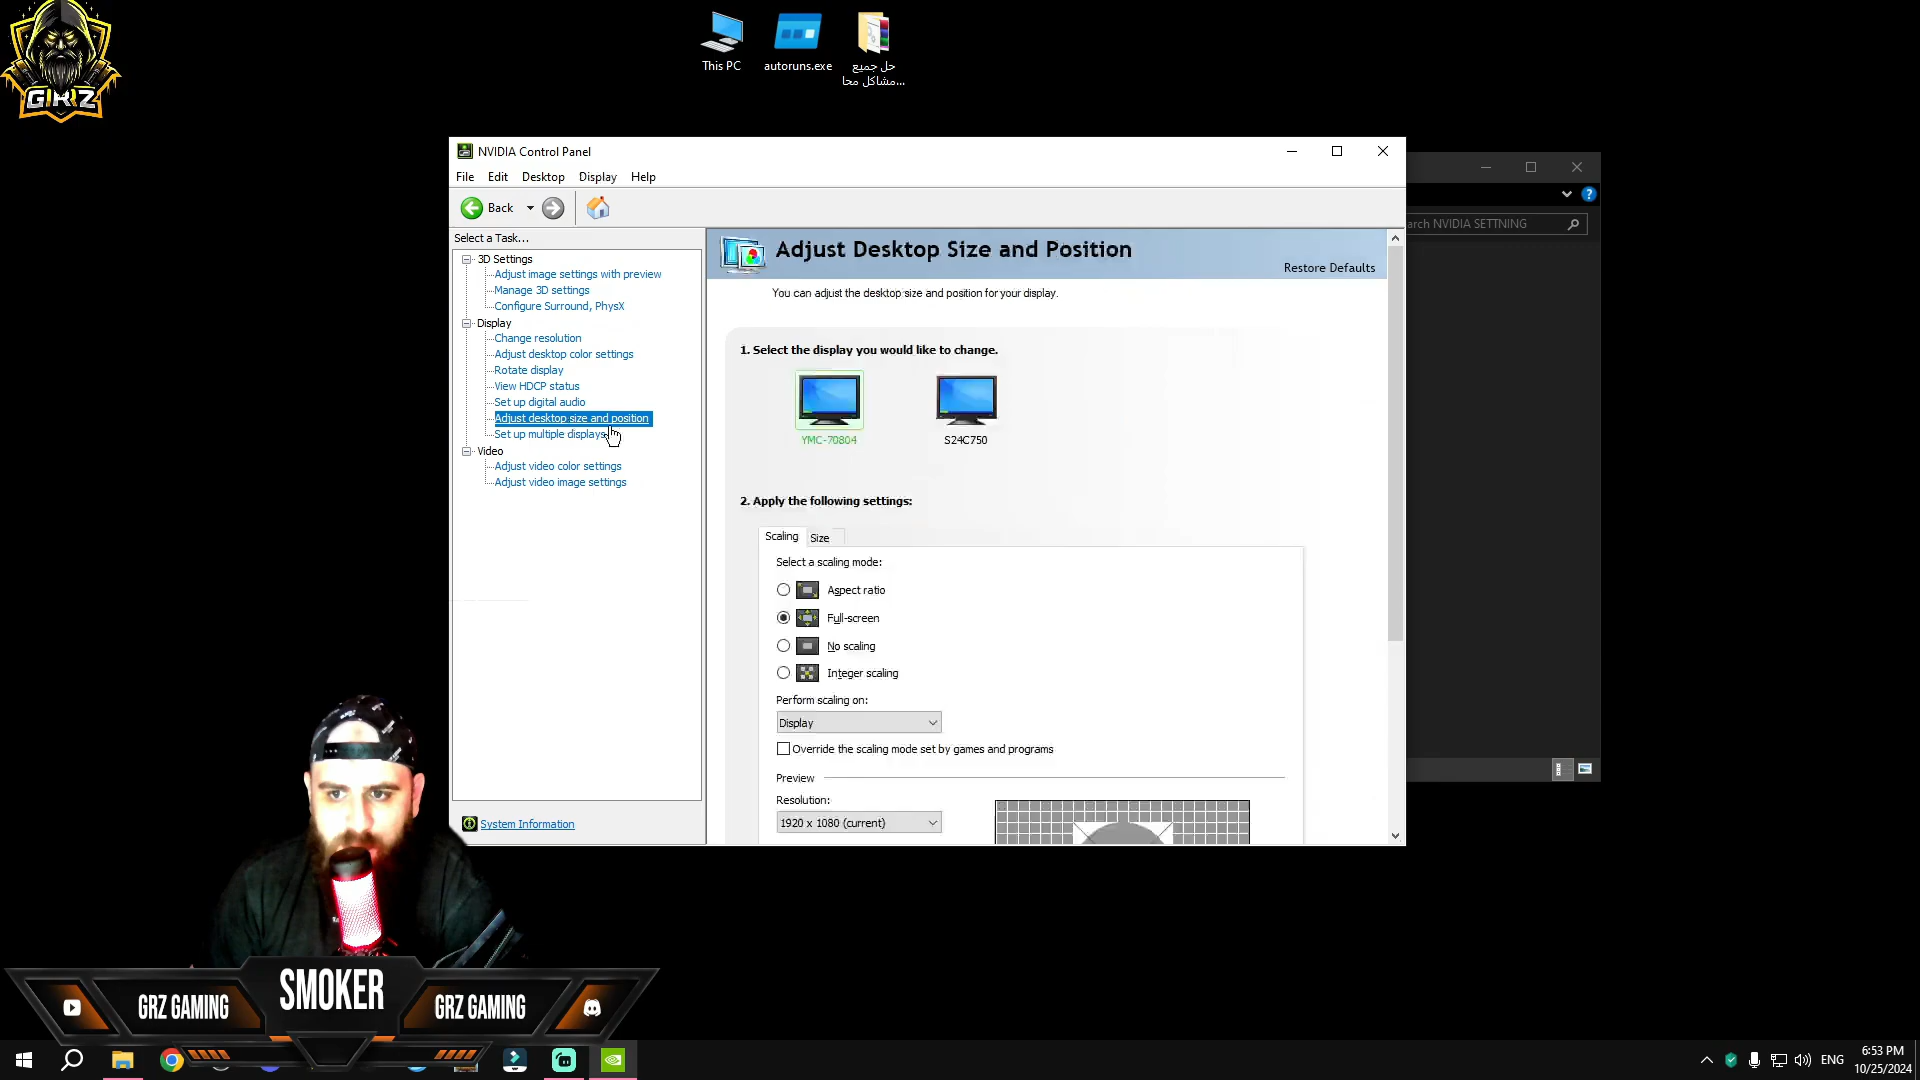 GRZ
This PC
autoruns.exe
حل جميع
مشاكل محا...
NVIDIA Control Panel
File
Edit
Desktop
Display
Help
Back
arch NVIDIA SETTNING
Select a Task...
3D Settings
Adjust image settings with preview
Manage 3D settings
Configure Surround, PhysX
Display
Change resolution
Adjust desktop color settings
Rotate display
View HDCP status
Set up digital audio
Adjust desktop size and position
Set up multiple displays
Video
Adjust video color settings
Adjust video image settings
System Information
Adjust Desktop Size and Position
Restore Defaults
You can adjust the desktop size and position for your display.
1. Select the display you would like to change.
YMC-70804
S24C750
2. Apply the following settings:
Scaling
Size
Select a scaling mode:
Aspect ratio
Full-screen
No scaling
Integer scaling
Perform scaling on:
Display
Override the scaling mode set by games and programs
Preview
Resolution:
1920 x 1080 (current)
GRZ GAMING
SMOKER
GRZ GAMING
ENG
6:53 PM
10/25/2024